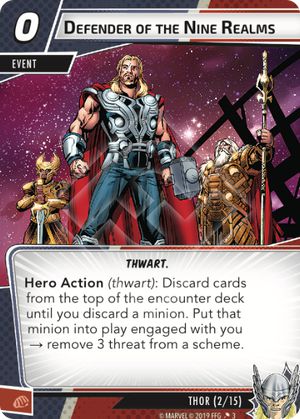 0
DEFENDER OF THE NINE REALMS
EVENT
THWART.
Hero Action (thwart): Discard cards
from the top of the encounter deck
until you discard a minion. Put that
minion into play engaged with you
→ remove 3 threat from a scheme.
THOR (2/15)
© MARVEL © 2019 FFG 3